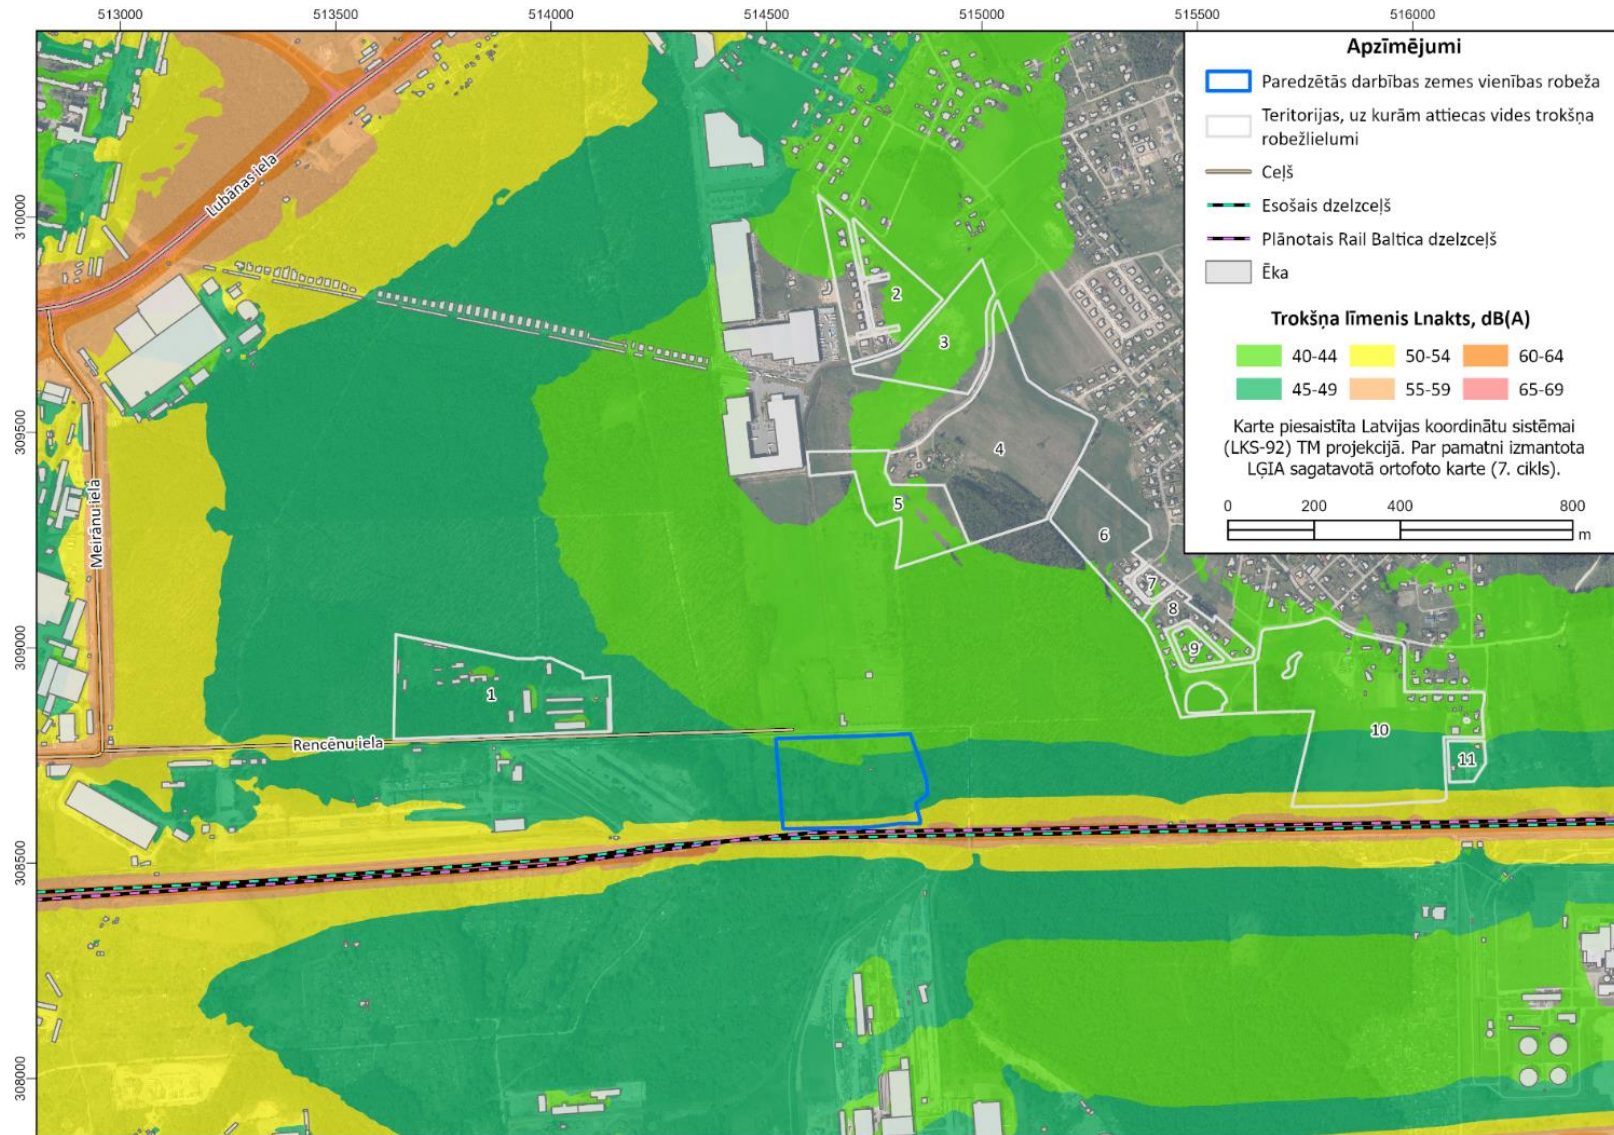 513000
513500
514000
514500
515000
515500
516000
310000
309500
309000
308500
308000
Apzīmējumi
Paredzētās darbības zemes vienības robeža
Teritorijas, uz kurām attiecas vides trokšņa
robežlielumi
Ceļš
Esošais dzelzceļš
Plānotais Rail Baltica dzelzceļš
Ēka
Trokšņa līmenis Lnakts, dB(A)
40-44
50-54
60-64
45-49
55-59
65-69
Karte piesaistīta Latvijas koordinātu sistēmai
(LKS-92) TM projekcijā. Par pamatni izmantota
LĢIA sagatavotā ortofoto karte (7. cikls).
0
200
400
800
m
Lubānas iela
Meirānu iela
Rencēnu iela
1
2
3
4
5
6
7
8
9
10
11